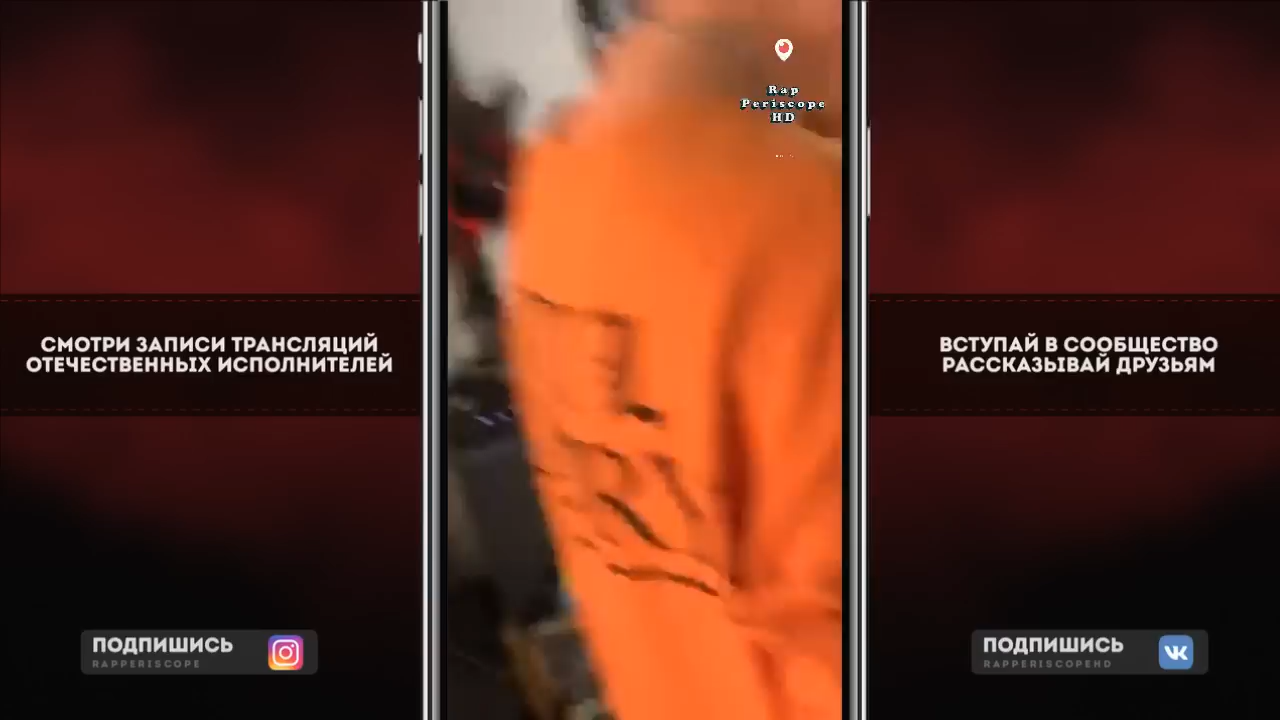 Rap
Periscope
HD
СМОТРИ ЗАПИСИ ТРАНСЛЯЦИЙ
ОТЕЧЕСТВЕННЫХ ИСПОЛНИТЕЛЕЙ
ВСТУПАЙ В СООБЩЕСТВО
РАССКАЗЫВАЙ ДРУЗЬЯМ
ПОДПИШИСЬ
RAPPERISCOPE
ПОДПИШИСЬ
RAPPERISCOPEHD